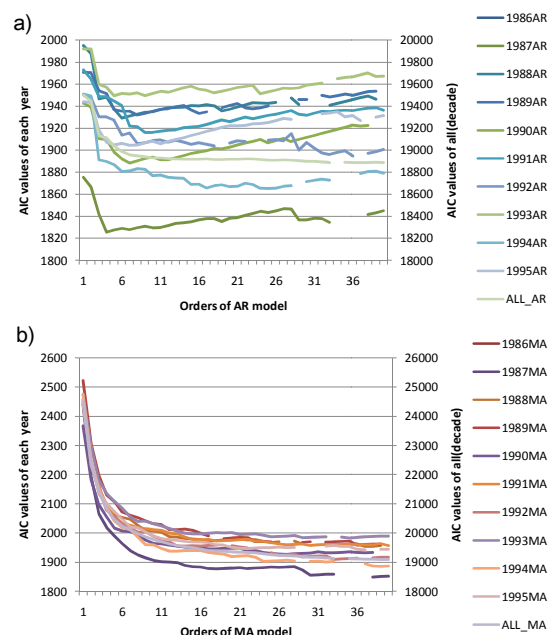 a)
AIC values of each year
2000
1980
1960
1940
1920
1900
1880
1860
1840
1820
1800
20000
19800
19600
19400
19200
19000
18800
18600
18400
18200
18000
AIC values of all(decade)
1 6 11 16 21 26 31 36
Orders of AR model
1986AR
1987AR
1988AR
1989AR
1990AR
1991AR
1992AR
1993AR
1994AR
1995AR
ALL_AR
b)
AIC values of each year
2600
2500
2400
2300
2200
2100
2000
1900
1800
1700
1600
26000
25000
24000
23000
22000
21000
20000
19000
18000
17000
16000
AIC values of all(decade)
1 6 11 16 21 26 31 36
Orders of MA model
1986MA
1987MA
1988MA
1989MA
1990MA
1991MA
1992MA
1993MA
1994MA
1995MA
ALL_MA